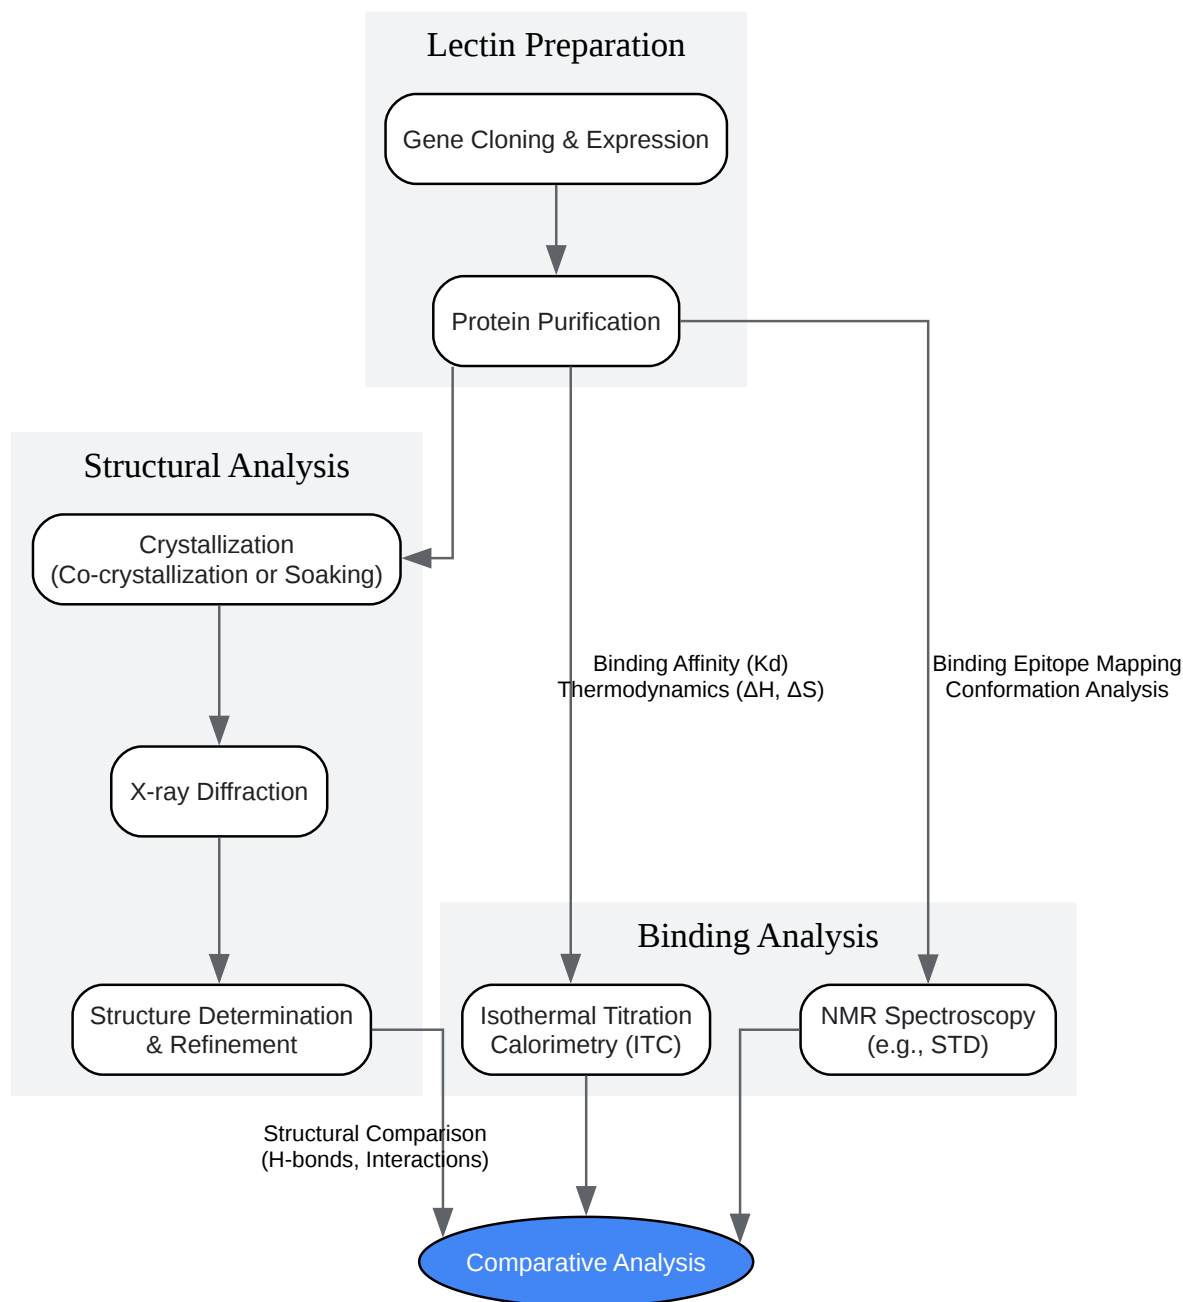 Lectin Preparation
Gene Cloning & Expression
Protein Purification
Structural Analysis
Crystallization
(Co-crystallization or Soaking)
Binding Affinity (Kd)
Thermodynamics (ΔH, ΔS)
Binding Epitope Mapping
Conformation Analysis
X-ray Diffraction
Binding Analysis
Structure Determination
& Refinement
Isothermal Titration
Calorimetry (ITC)
NMR Spectroscopy
(e.g., STD)
Structural Comparison
(H-bonds, Interactions)
Comparative Analysis